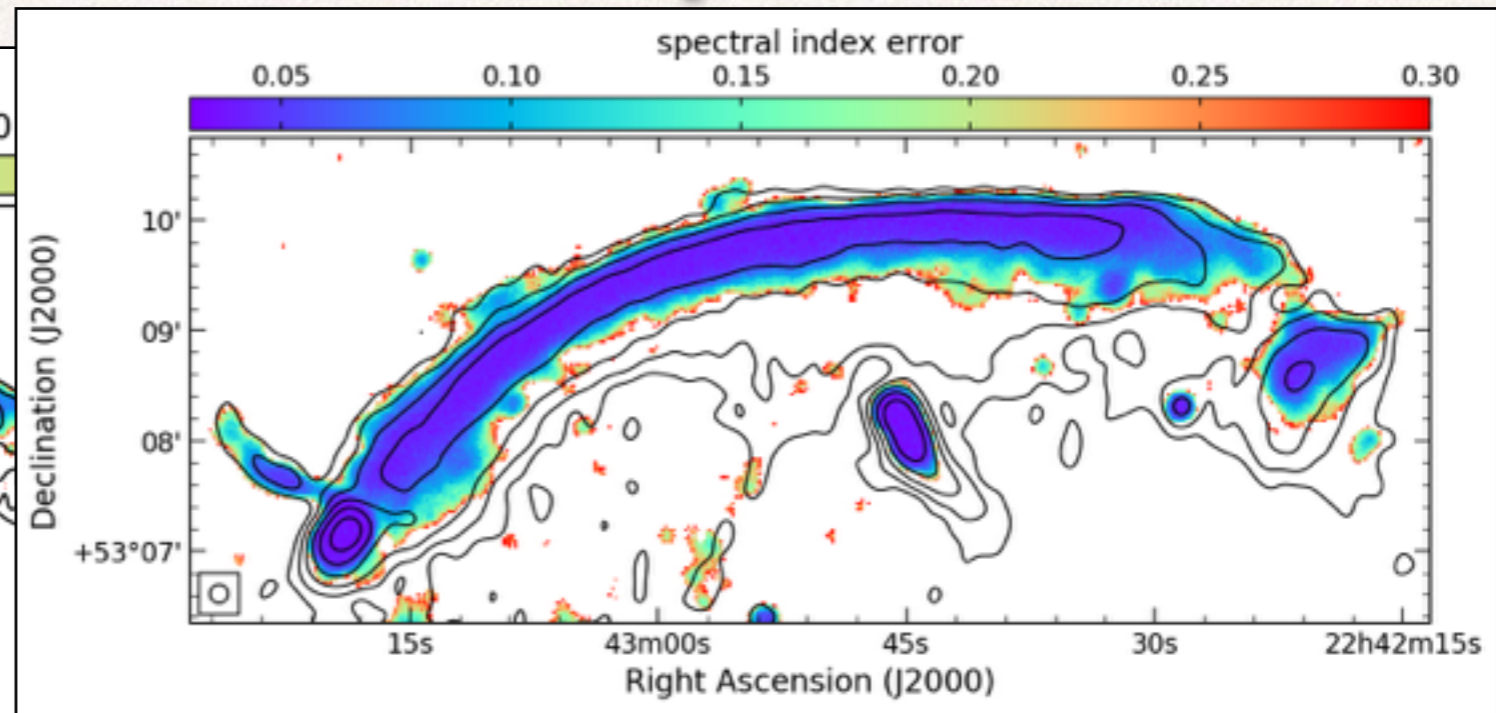 spectral index error
0.05 0.10 0.15 0.20 0.25 0.30
0
10'
09'
08'
+53°07'
Declination (J2000)
15s 43m00s 45s 30s 22h42m15s
Right Ascension (J2000)